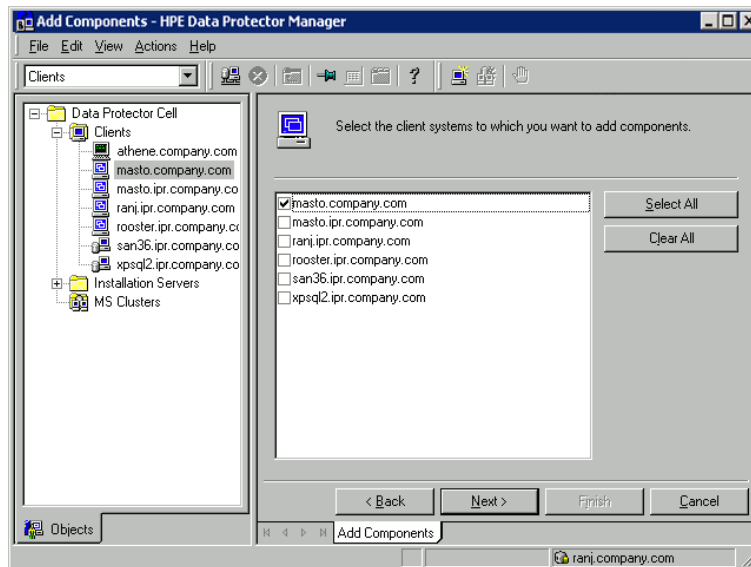 Add Components - HPE Data Protector Manager
File Edit View Actions Help
Clients
Data Protector Cell
Clients
athene.company.com
masto.company.com
masto.ipr.company.co
ranj.ipr.company.com
rooster.ipr.company.cc
san36.ipr.company.co
xpsql2.ipr.company.co
Installation Servers
MS Clusters
Objects
Select the client systems to which you want to add components.
masto.company.com
masto.ipr.company.com
ranj.ipr.company.com
rooster.ipr.company.com
san36.ipr.company.com
xpsql2.ipr.company.com
Select All
Clear All
< Back Next > Finish Cancel
Add Components
ranj.company.com